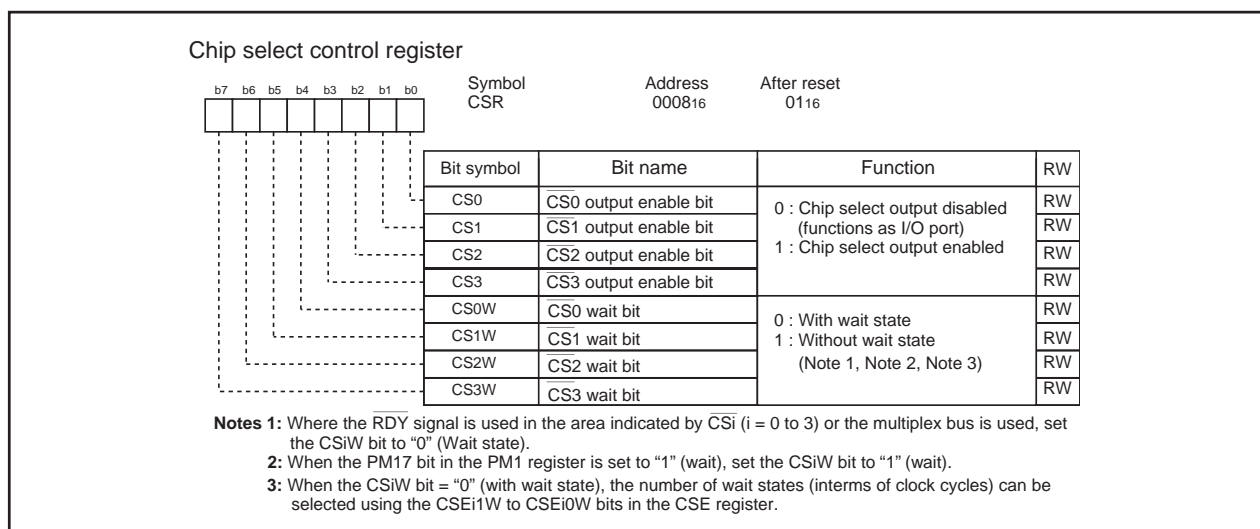 Chip select control register
b7 b6 b5 b4 b3 b2 b1 b0
Symbol Address After reset
CSR 000816 0116
Bit symbol Bit name Function RW
CS0 CS0 output enable bit RW
CS1 CS1 output enable bit RW
CS2 CS2 output enable bit RW
CS3 CS3 output enable bit RW
0 : Chip select output disabled
(functions as I/O port)
1 : Chip select output enabled
CS0W CS0 wait bit RW
CS1W CS1 wait bit RW
CS2W CS2 wait bit RW
CS3W CS3 wait bit RW
0 : With wait state
1 : Without wait state
(Note 1, Note 2, Note 3)
Notes 1: Where the RDY signal is used in the area indicated by CSi (i = 0 to 3) or the multiplex bus is used, set
the CSiW bit to “0” (Wait state).
2: When the PM17 bit in the PM1 register is set to “1” (wait), set the CSiW bit to “1” (wait).
3: When the CSiW bit = “0” (with wait state), the number of wait states (interms of clock cycles) can be
selected using the CSEi1W to CSEi0W bits in the CSE register.